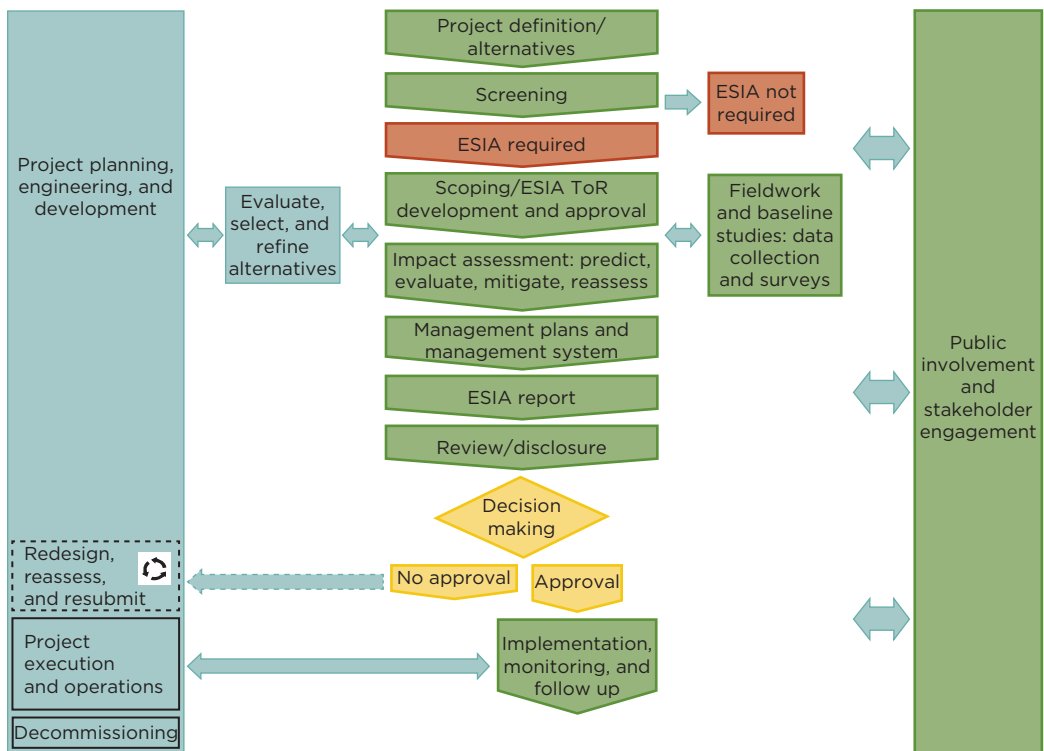 Project definition/
alternatives
Screening
ESIA not
required
ESIA required
Project planning,
engineering, and
development
Evaluate,
select, and
refine
alternatives
Scoping/ESIA ToR
development and approval
Fieldwork
and baseline
studies: data
collection
and surveys
Impact assessment: predict,
evaluate, mitigate, reassess
Management plans and
management system
Public
involvement
and
stakeholder
engagement
ESIA report
Review/disclosure
Decision
making
Redesign,
reassess,
and resubmit
No approval
Approval
Project
execution
and operations
Implementation,
monitoring, and
follow up
Decommissioning